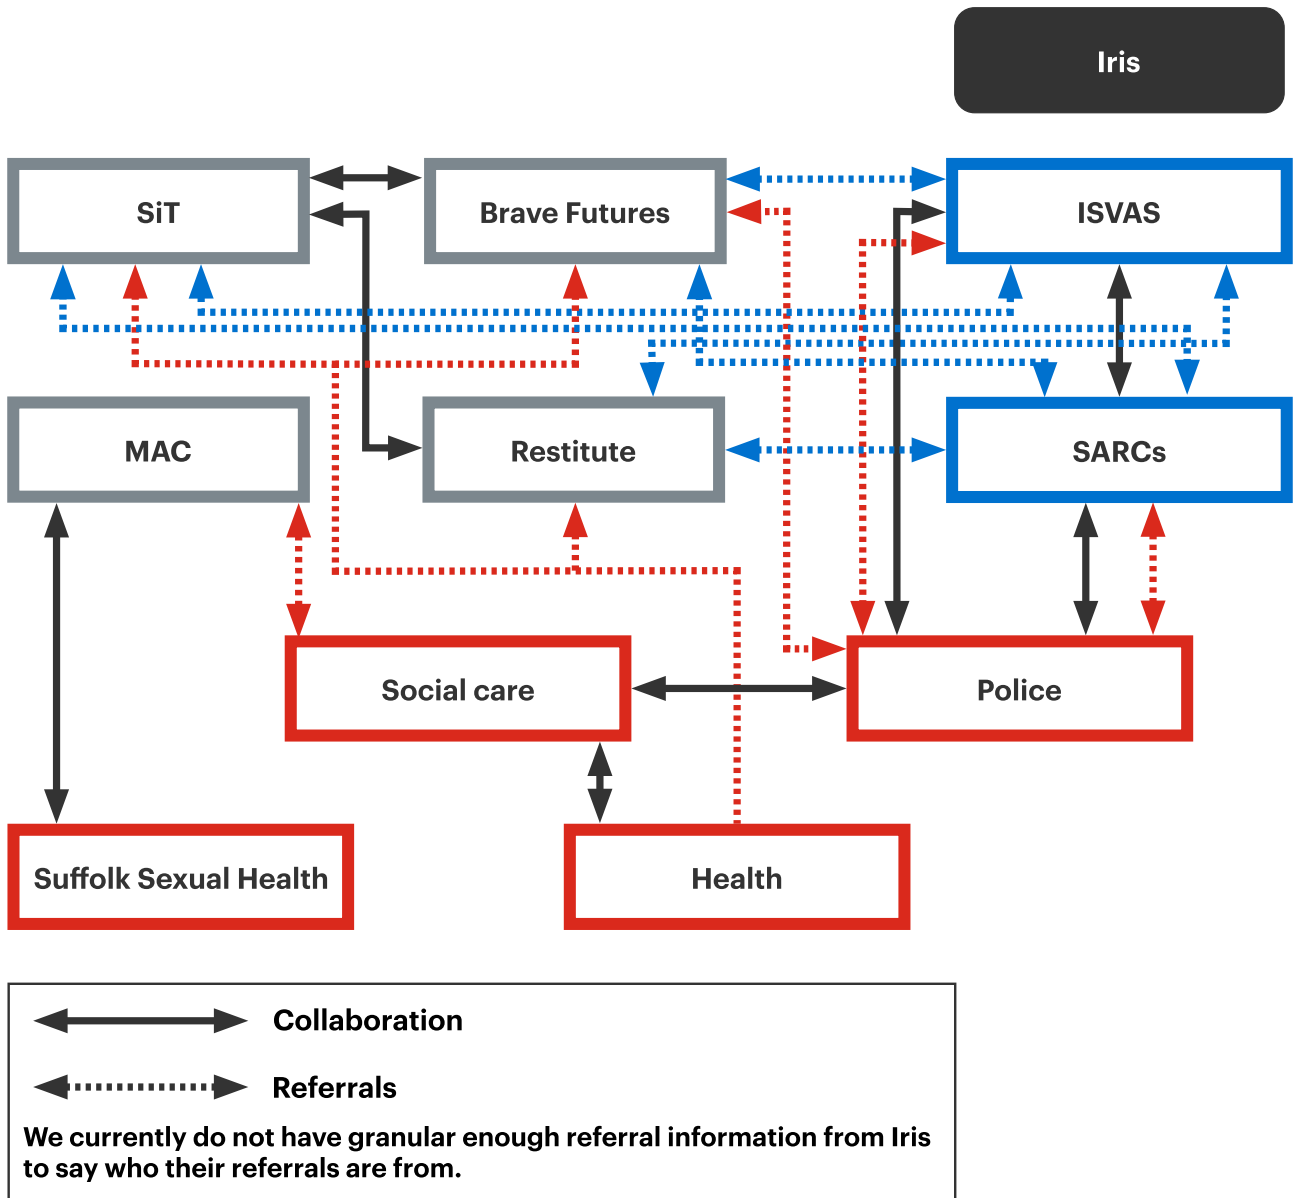 Iris
SiT
Brave Futures
ISVAS
MAC
Restitute
SARCs
Social care
Police
Suffolk Sexual Health
Health
Collaboration
Referrals
We currently do not have granular enough referral information from Iris
to say who their referrals are from.